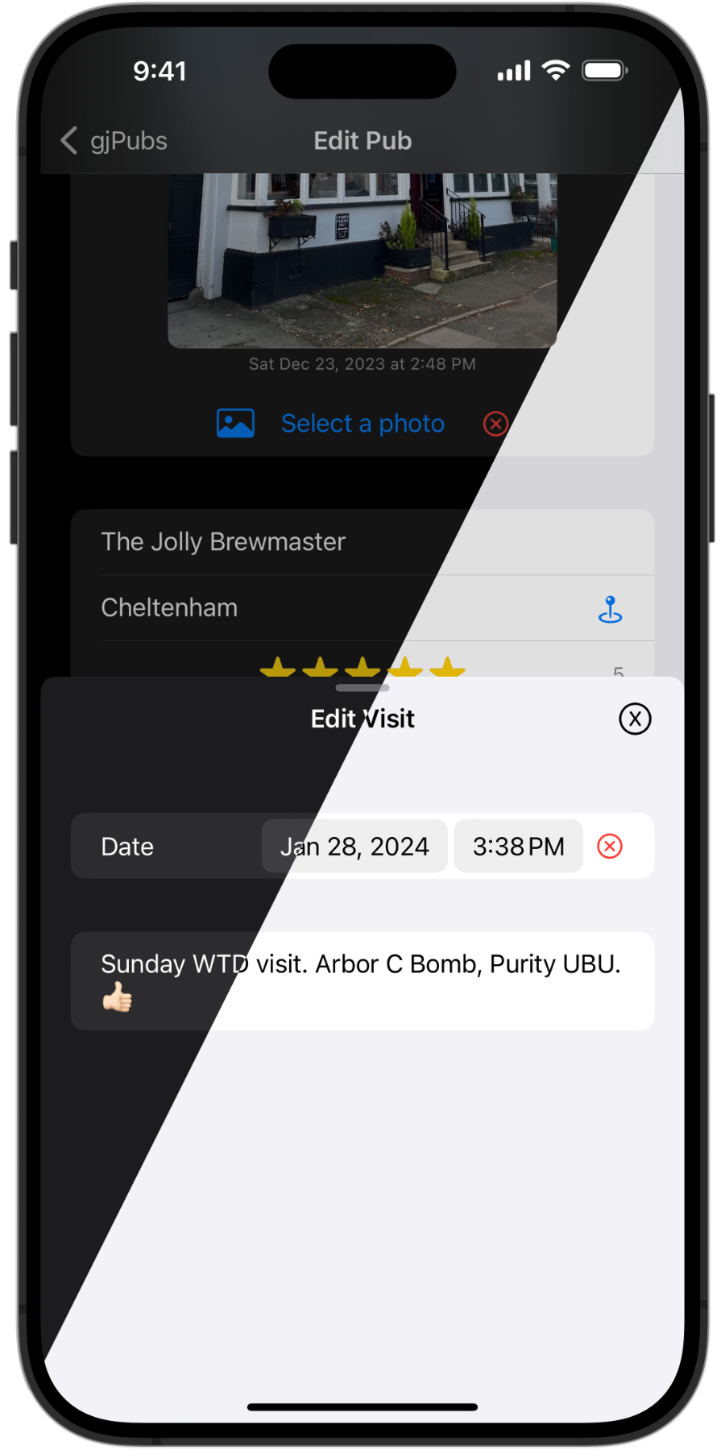 9:41
gjPubs Edit Pub
Sat Dec 23, 2023 at 2:48 PM
Select a photo
The Jolly Brewmaster
Cheltenham
5
Edit Visit
Date Jan 28, 2024 3:38 PM
Sunday WTD visit. Arbor C Bomb, Purity UBU.
👍🏻